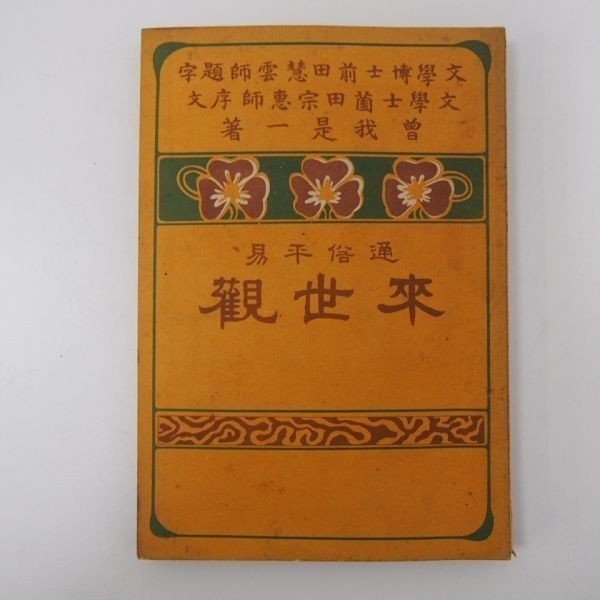 文學博士前田慧雲師題字
文學士薗田宗惠師序文
曾我是一著
通俗平易
來世觀